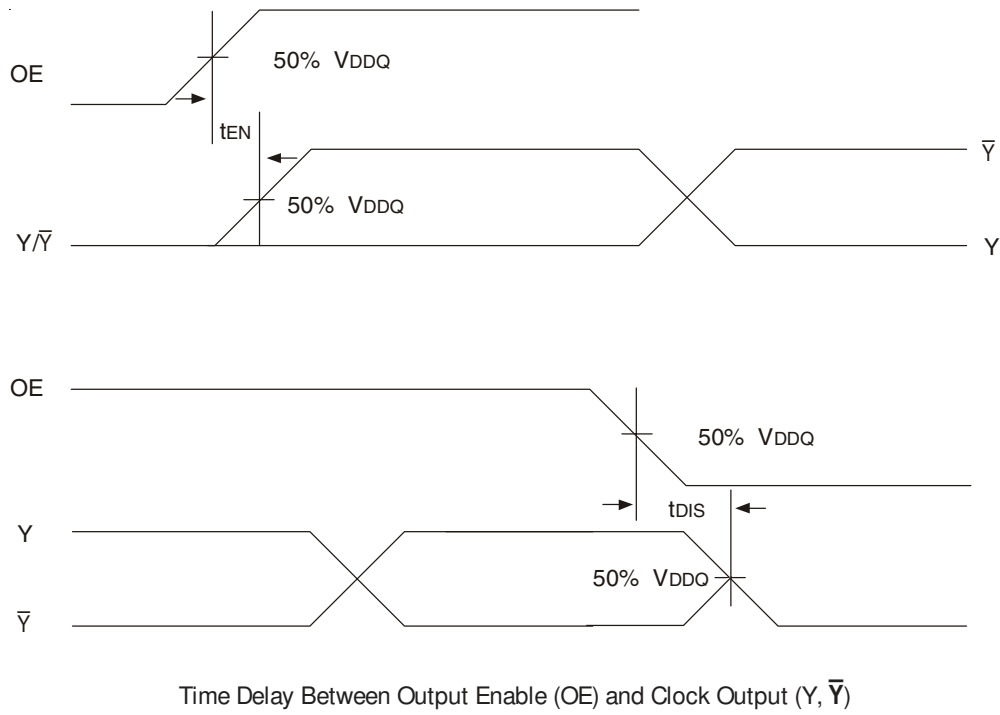 50% VDDQ
OE
tEN
Y̅
50% VDDQ
Y/Y̅
Y
OE
50% VDDQ
tDIS
Y
50% VDDQ
Y̅
Time Delay Between Output Enable (OE) and Clock Output (Y, Y̅)